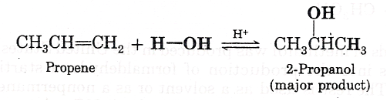 OH
CH₃CH=CH₂ + H—OH H⁺ ⇌ CH₃CHCH₃
Propene 2-Propanol
(major product)